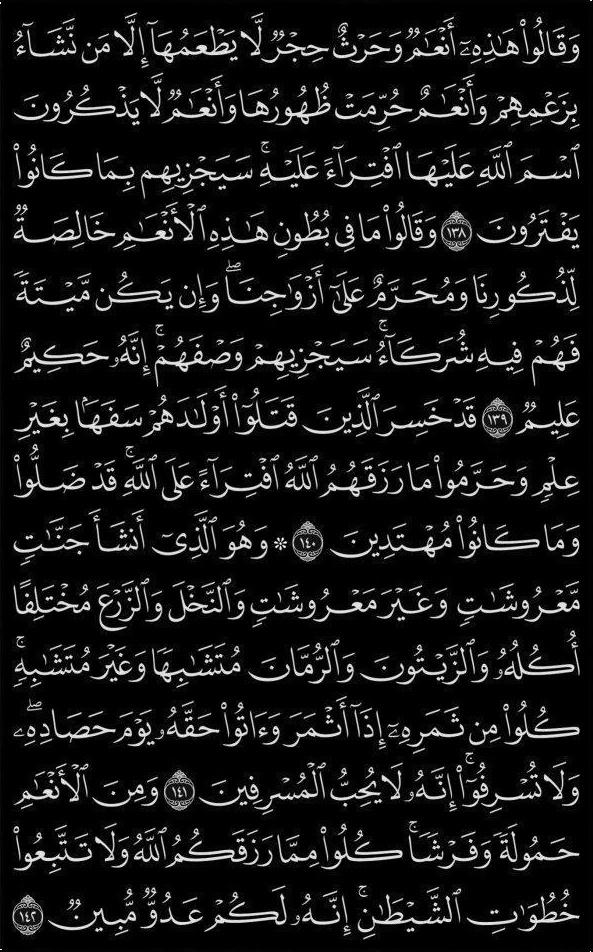 وَقَالُوا۟ هَـٰذِهِۦٓ أَنْعَـٰمٌ وَحَرْثٌ حِجْرٌ لَّا يَطْعَمُهَآ إِلَّا مَن نَّشَآءُ
بِزَعْمِهِمْ وَأَنْعَـٰمٌ حُرِّمَتْ ظُهُورُهَا وَأَنْعَـٰمٌ لَّا يَذْكُرُونَ
ٱسْمَ ٱللَّهِ عَلَيْهَا ٱفْتِرَآءً عَلَيْهِ ۚ سَيَجْزِيهِم بِمَا كَانُوا۟
يَفْتَرُونَ ١٣٨ وَقَالُوا۟ مَا فِى بُطُونِ هَـٰذِهِ ٱلْأَنْعَـٰمِ خَالِصَةٌ
لِّذُكُورِنَا وَمُحَرَّمٌ عَلَىٰٓ أَزْوَٰجِنَا ۖ وَإِن يَكُن مَّيْتَةً
فَهُمْ فِيهِ شُرَكَآءُ ۚ سَيَجْزِيهِمْ وَصْفَهُمْ ۚ إِنَّهُۥ حَكِيمٌ
عَلِيمٌ ١٣٩ قَدْ خَسِرَ ٱلَّذِينَ قَتَلُوٓا۟ أَوْلَـٰدَهُمْ سَفَهًۢا بِغَيْرِ
عِلْمٍ وَحَرَّمُوا۟ مَا رَزَقَهُمُ ٱللَّهُ ٱفْتِرَآءً عَلَى ٱللَّهِ ۚ قَدْ ضَلُّوا۟
وَمَا كَانُوا۟ مُهْتَدِينَ ١٤٠ ۞ وَهُوَ ٱلَّذِىٓ أَنشَأَ جَنَّـٰتٍ
مَّعْرُوشَـٰتٍ وَغَيْرَ مَعْرُوشَـٰتٍ وَٱلنَّخْلَ وَٱلزَّرْعَ مُخْتَلِفًا
أُكُلُهُۥ وَٱلزَّيْتُونَ وَٱلرُّمَّانَ مُتَشَـٰبِهًا وَغَيْرَ مُتَشَـٰبِهٍ ۚ
كُلُوا۟ مِن ثَمَرِهِۦٓ إِذَآ أَثْمَرَ وَءَاتُوا۟ حَقَّهُۥ يَوْمَ حَصَادِهِۦ ۖ
وَلَا تُسْرِفُوٓا۟ ۚ إِنَّهُۥ لَا يُحِبُّ ٱلْمُسْرِفِينَ ١٤١ وَمِنَ ٱلْأَنْعَـٰمِ
حَمُولَةً وَفَرْشًا ۚ كُلُوا۟ مِمَّا رَزَقَكُمُ ٱللَّهُ وَلَا تَتَّبِعُوا۟
خُطُوَٰتِ ٱلشَّيْطَـٰنِ ۚ إِنَّهُۥ لَكُمْ عَدُوٌّ مُّبِينٌ ١٤٢